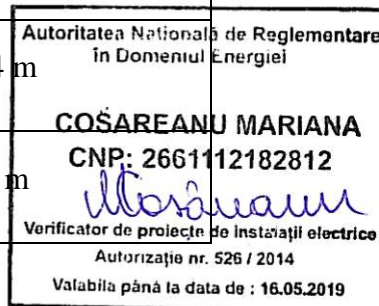 Autoritatea Națională de Reglementare
în Domeniul Energiei
m
COȘAREANU MARIANA
CNP: 2661112182812
m
Verificator de proiecte de instalații electrice
Autorizație nr. 526 / 2014
Valabila până la data de : 16.05.2019